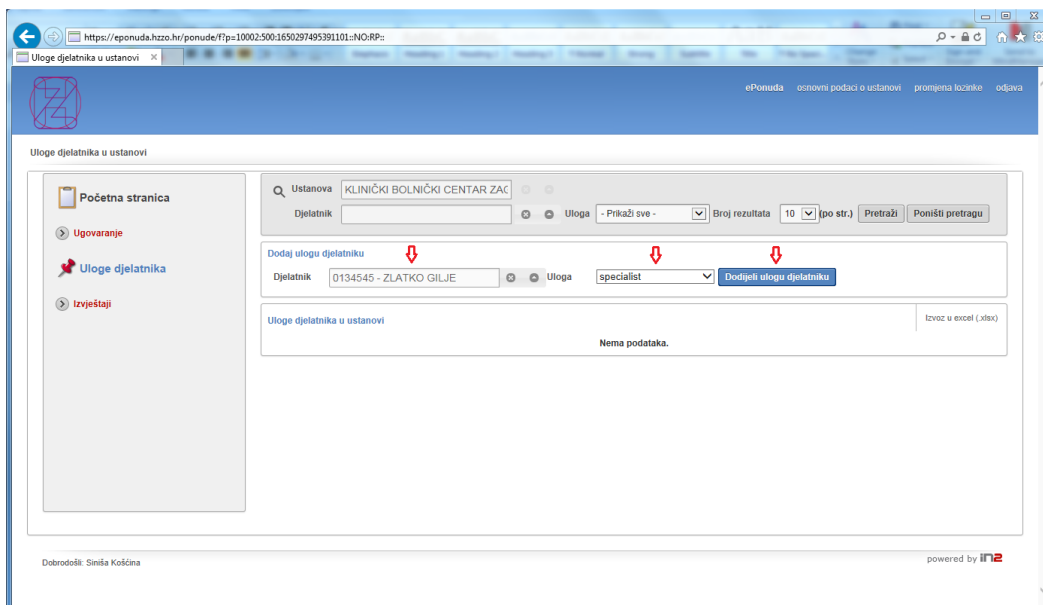 https://eponuda.hzzo.hr/ponude/f?p=10002:500:1650297495391101::NO:RP::
Uloge djelatnika u ustanovi
ePonuda osnovni podaci o ustanovi promjena lozinke odjava
Uloge djelatnika u ustanovi
Početna stranica
Ugovaranje
Uloge djelatnika
Izvještaji
Ustanova KLINIČKI BOLNIČKI CENTAR ZAG
Djelatnik Uloga - Prikaži sve - Broj rezultata 10 (po str.) Pretraži Poništi pretragu
Dodaj ulogu djelatniku
Djelatnik 0134545 - ZLATKO GILJE Uloga specialist Dodijeli ulogu djelatniku
Uloge djelatnika u ustanovi
Izvoz u excel (.xlsx)
Nema podataka.
Dobrodošli: Siniša Košćina
powered by in2